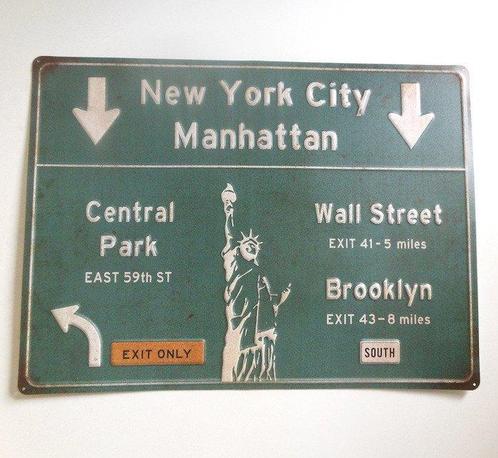 New York City
Manhattan
Central
Park
EAST 59th ST
EXIT ONLY
Wall Street
EXIT 41-5 miles
Brooklyn
EXIT 43-8 miles
SOUTH